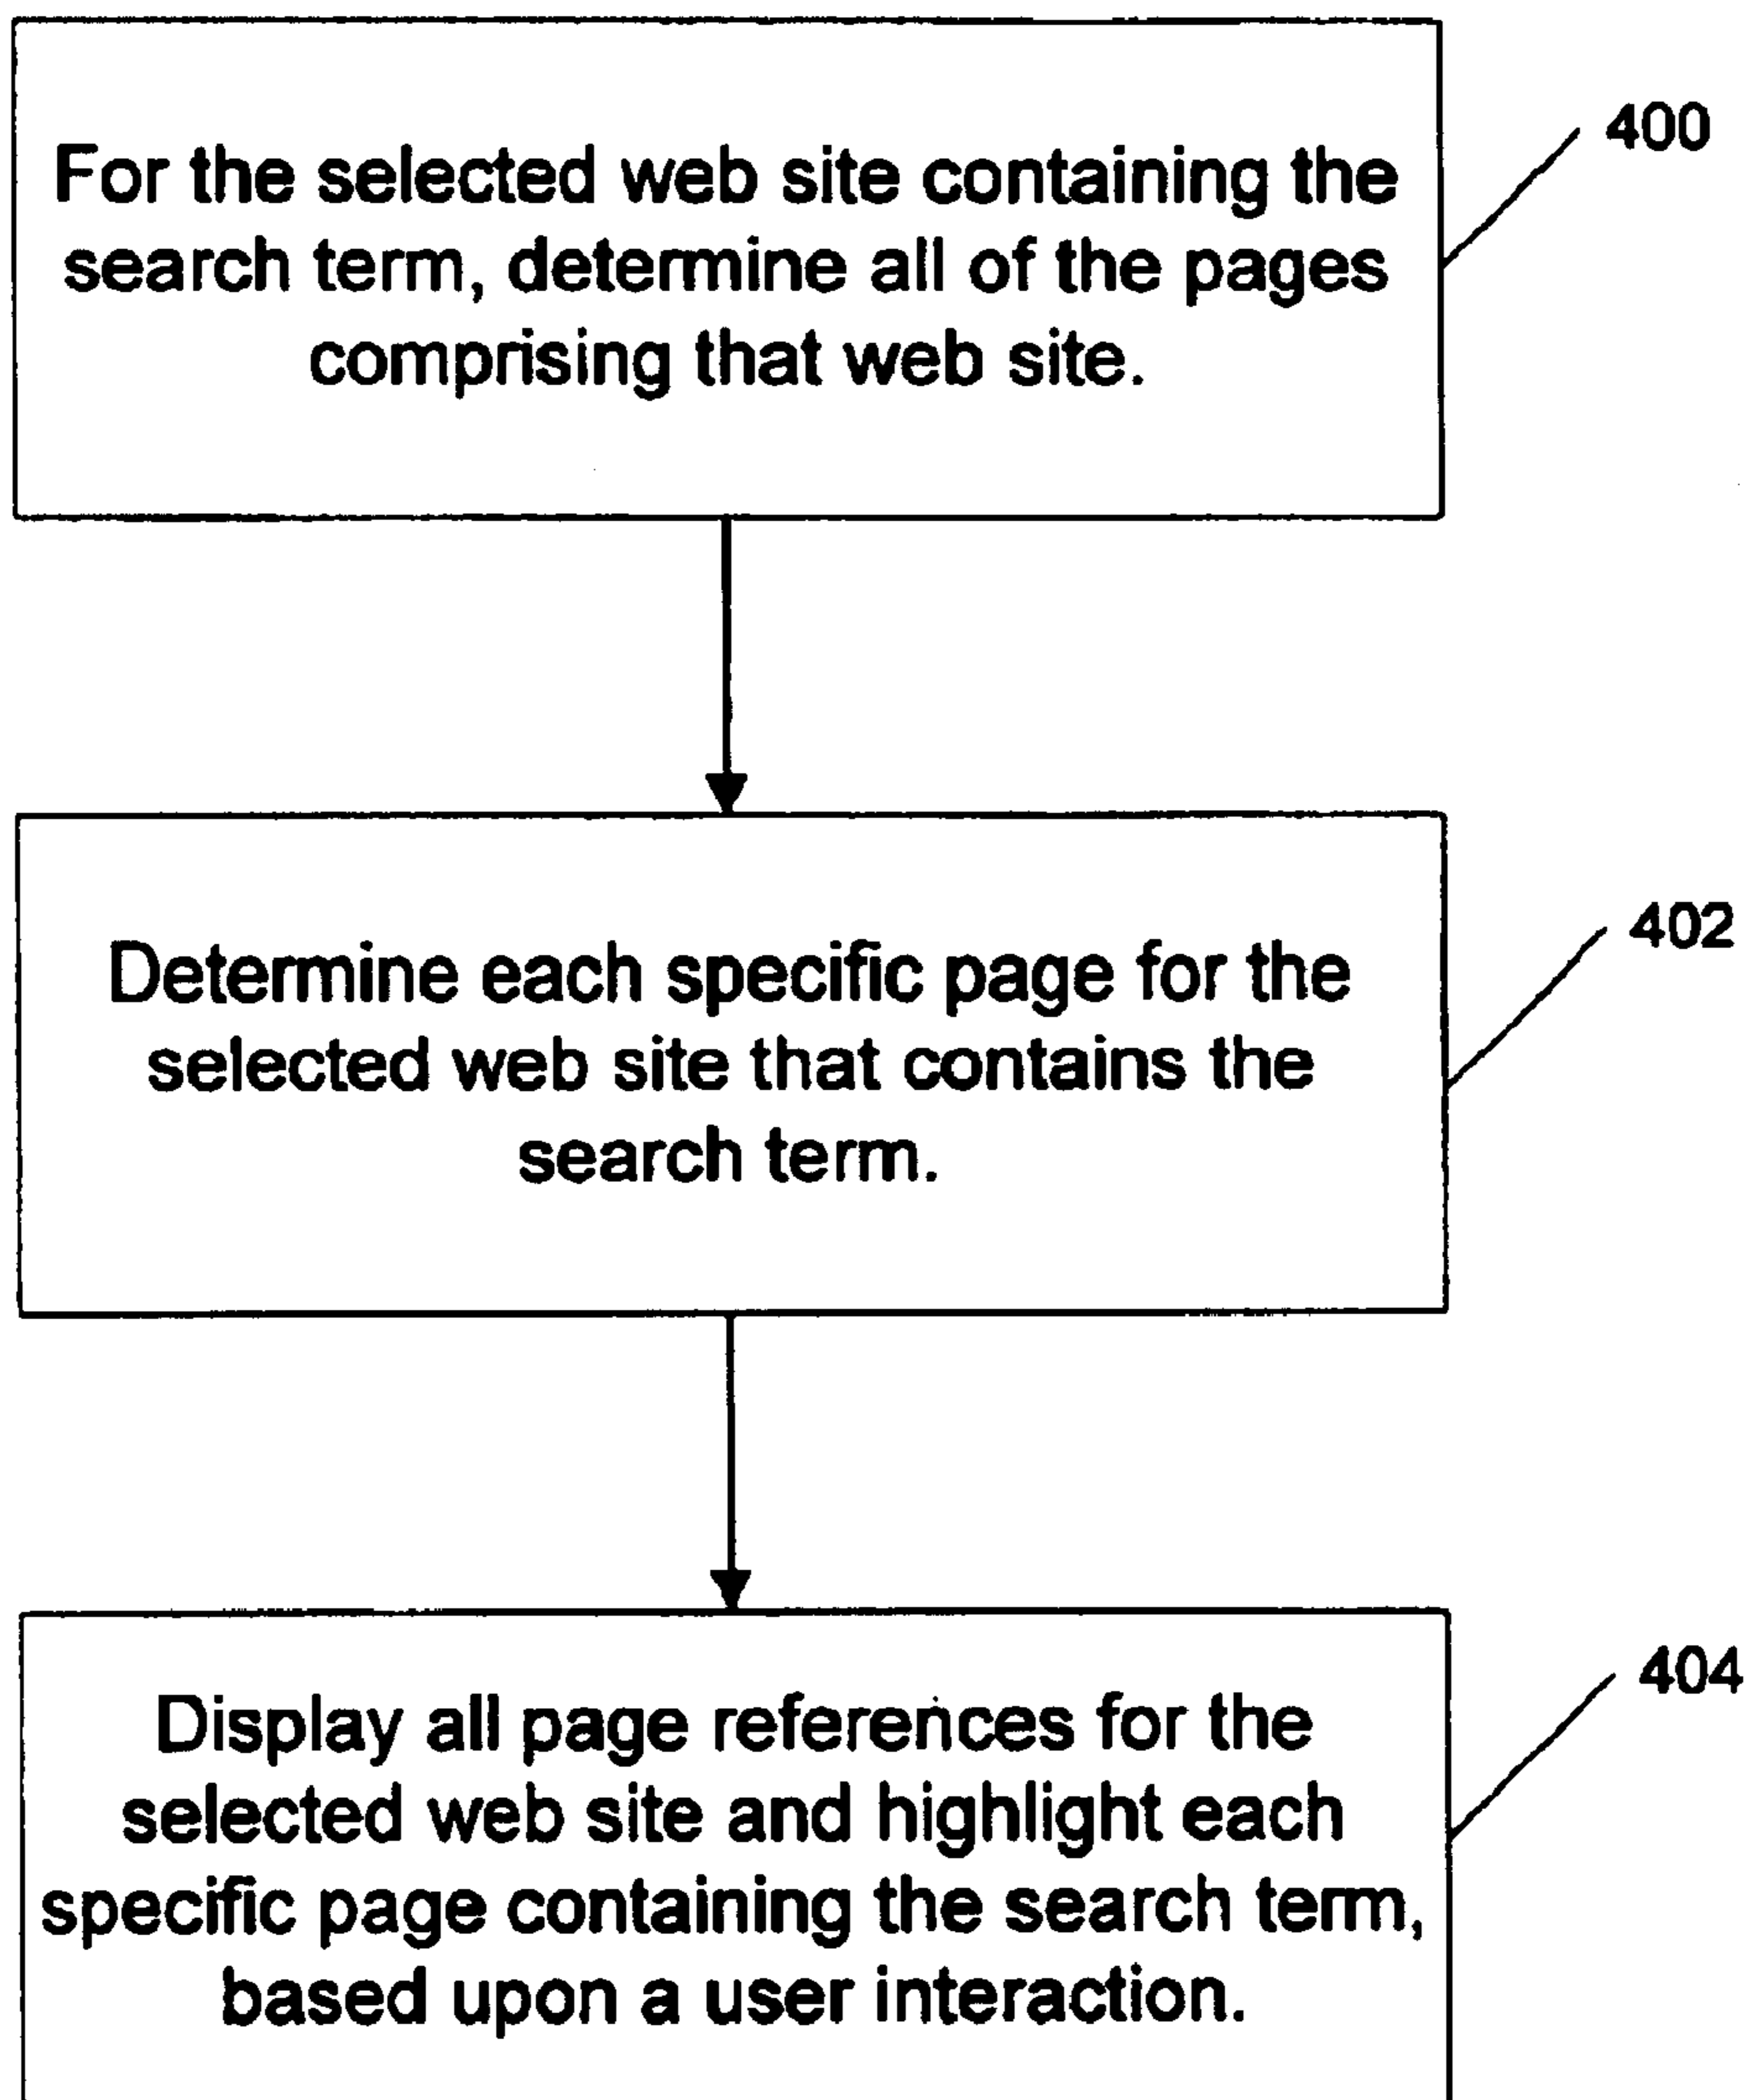 For the selected web site containing the
search term, determine all of the pages
comprising that web site.
400
Determine each specific page for the
selected web site that contains the
search term.
402
Display all page references for the
selected web site and highlight each
specific page containing the search term,
based upon a user interaction.
404